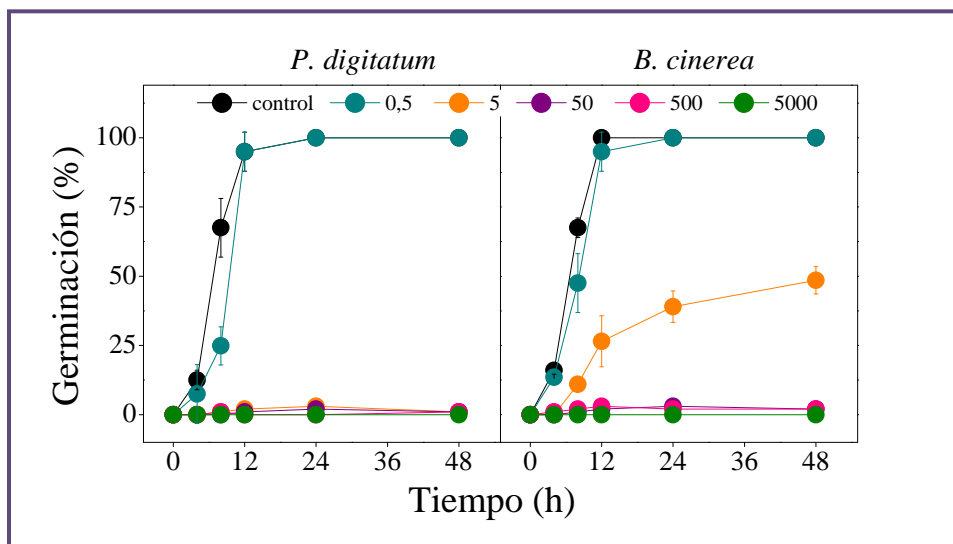 P. digitatum B. cinerea
control 0,5 5 50 500 5000
100
75
50
25
0
Germinación (%)
0 12 24 36 48 0 12 24 36 48
Tiempo (h)